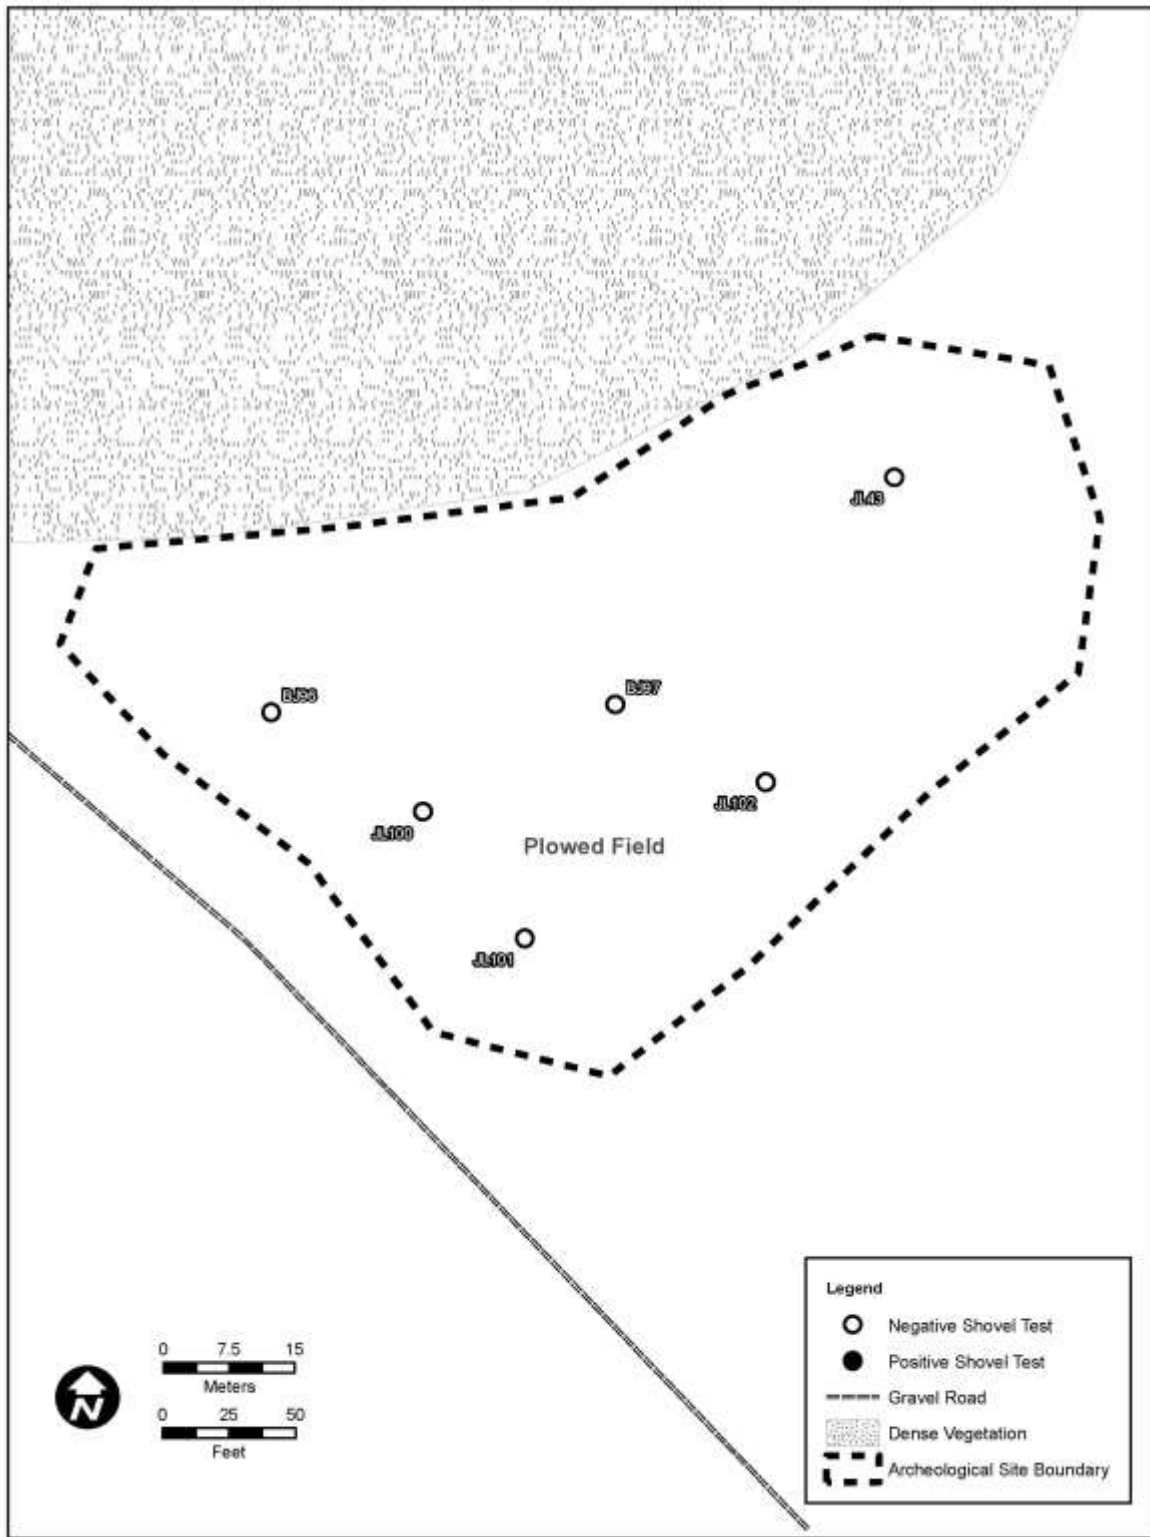 JL43
BJ96
BJ97
JL102
JL100
Plowed Field
JL101
Legend
Negative Shovel Test
Positive Shovel Test
Gravel Road
Dense Vegetation
Archeological Site Boundary
0 7.5 15
Meters
0 25 50
Feet
N